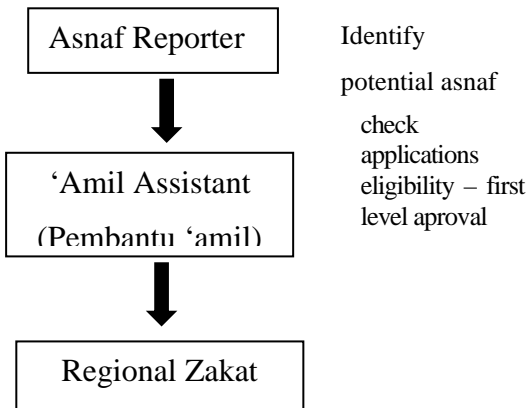 Asnaf Reporter
Identify
potential asnaf
check
applications
eligibility – first
level aproval
‘Amil Assistant
(Pembantu ‘amil)
Regional Zakat